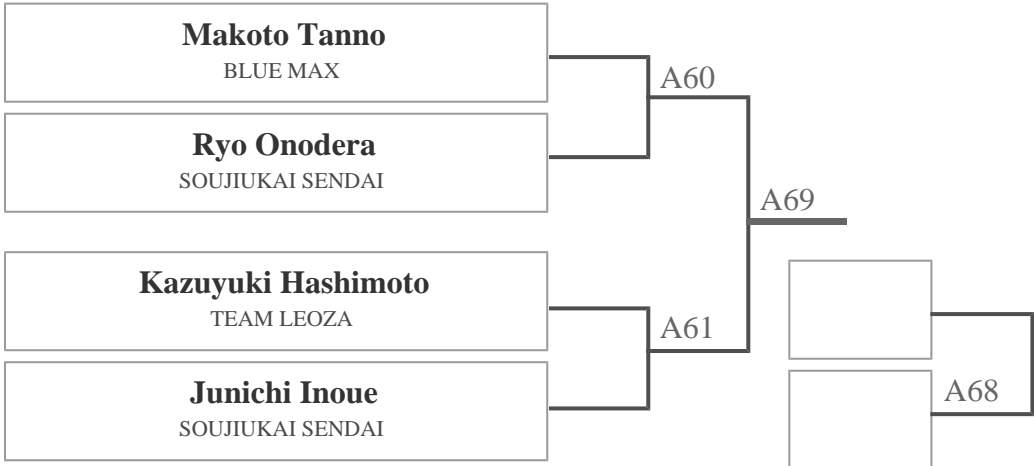 Makoto Tanno
BLUE MAX
A60
Ryo Onodera
SOUJIUKAI SENDAI
A69
Kazuyuki Hashimoto
TEAM LEOZA
A61
Junichi Inoue
SOUJIUKAI SENDAI
A68